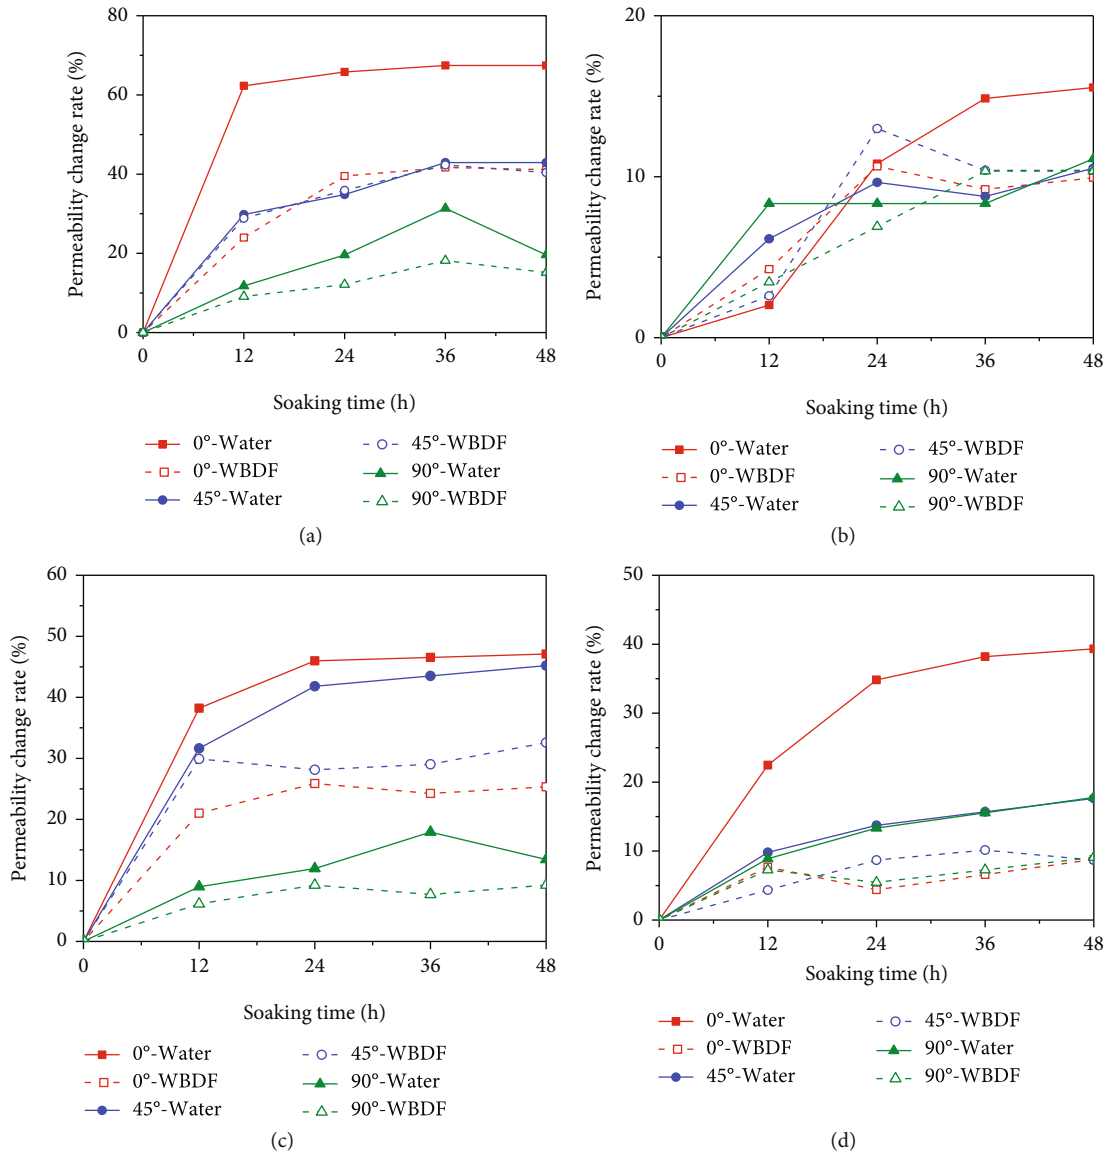 80
60
40
20
0
Permeability change rate (%)
0 12 24 36 48
Soaking time (h)
0°-Water
0°-WBDF
45°-Water
45°-WBDF
90°-Water
90°-WBDF
(a)
20
15
10
0
Permeability change rate (%)
0 12 24 36 48
Soaking time (h)
0°-Water
0°-WBDF
45°-Water
45°-WBDF
90°-Water
90°-WBDF
(b)
60
50
40
30
20
10
0
Permeability change rate (%)
0 12 24 36 48
Soaking time (h)
0°-Water
0°-WBDF
45°-Water
45°-WBDF
90°-Water
90°-WBDF
(c)
50
40
30
20
10
0
Permeability change rate (%)
0 12 24 36 48
Soaking time (h)
0°-Water
0°-WBDF
45°-Water
45°-WBDF
90°-Water
90°-WBDF
(d)